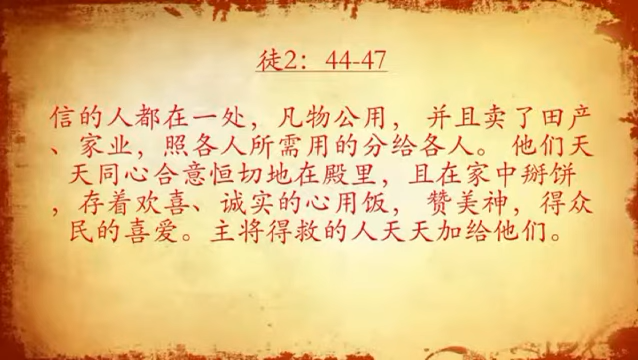 徒2：44-47
信的人都在一处，凡物公用， 并且卖了田产
、家业，照各人所需用的分给各人。 他们天
天同心合意恒切地在殿里，且在家中掰饼
，存着欢喜、诚实的心用饭， 赞美神，得众
民的喜爱。主将得救的人天天加给他们。